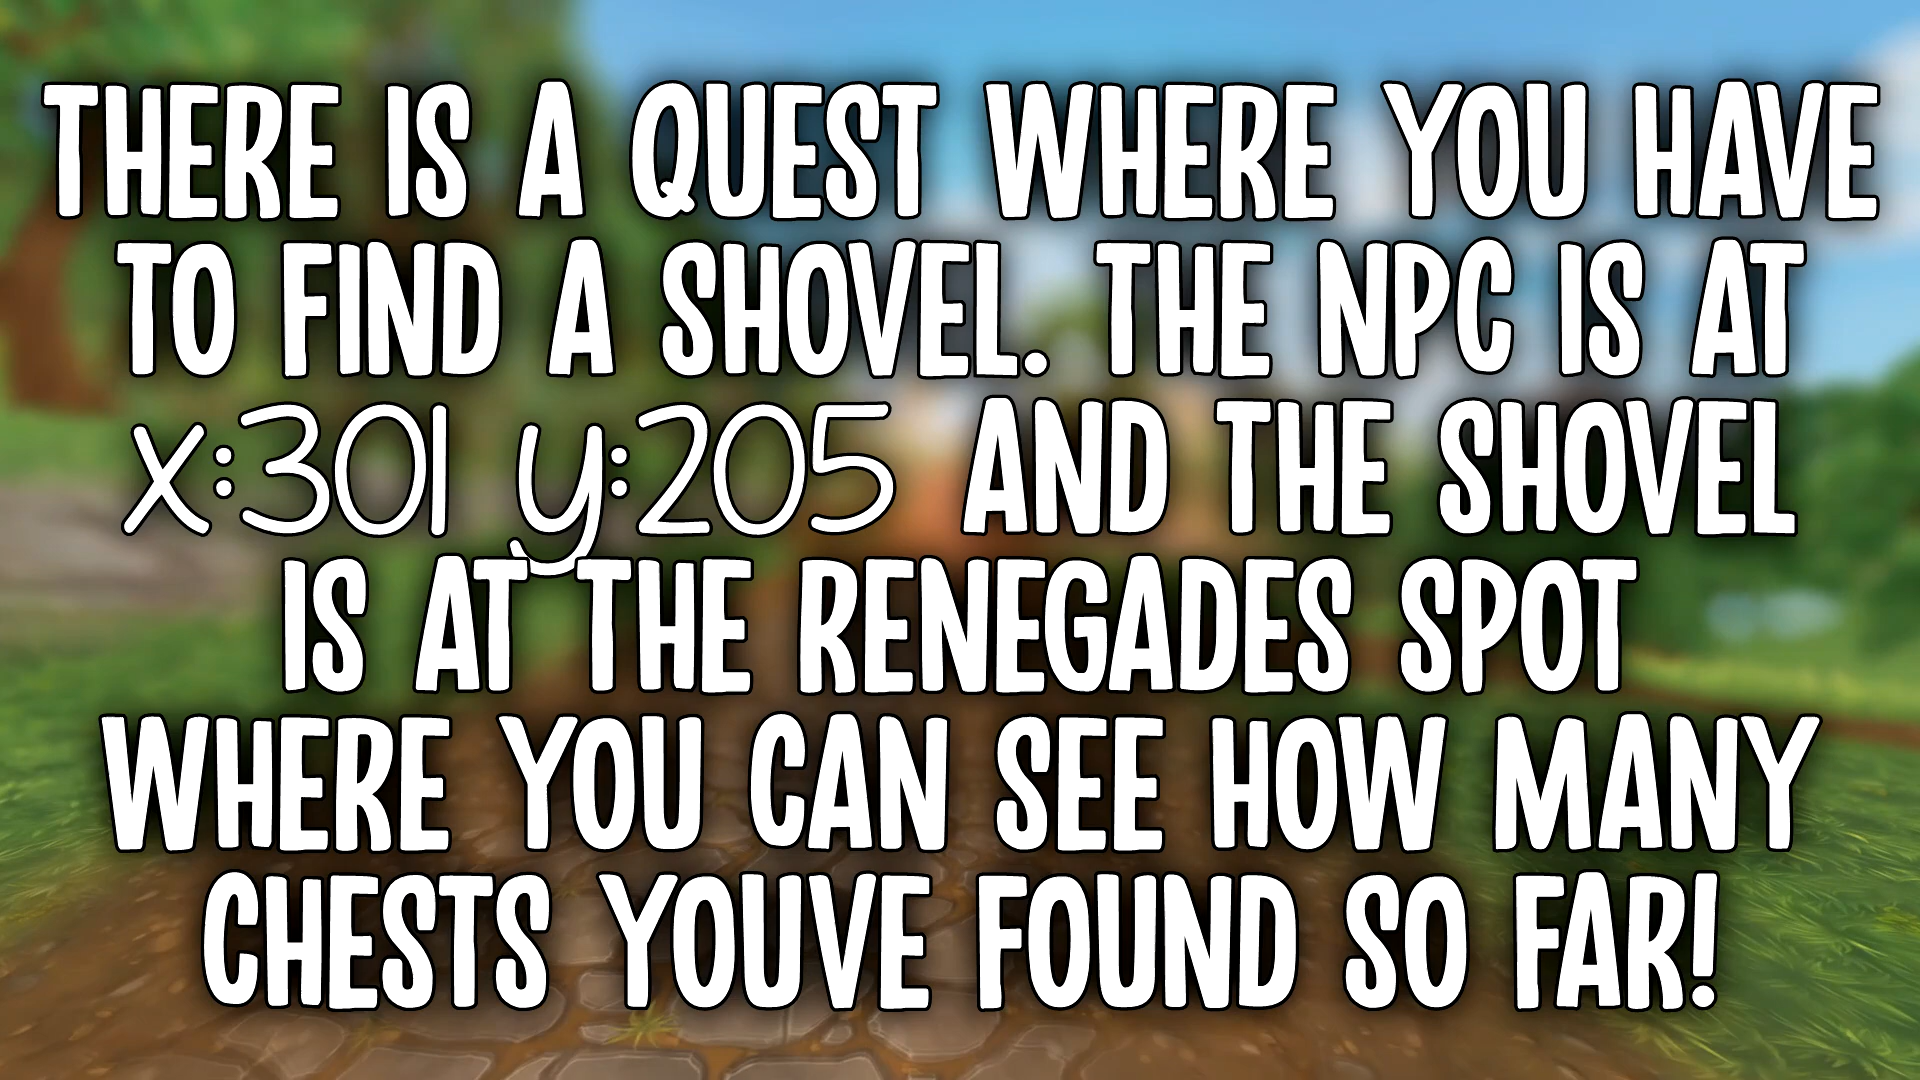 THERE IS A QUEST WHERE YOU HAVE
TO FIND A SHOVEL. THE NPC IS AT
x:301 y:205 AND THE SHOVEL
IS AT THE RENEGADES SPOT
WHERE YOU CAN SEE HOW MANY
CHESTS YOUVE FOUND SO FAR!